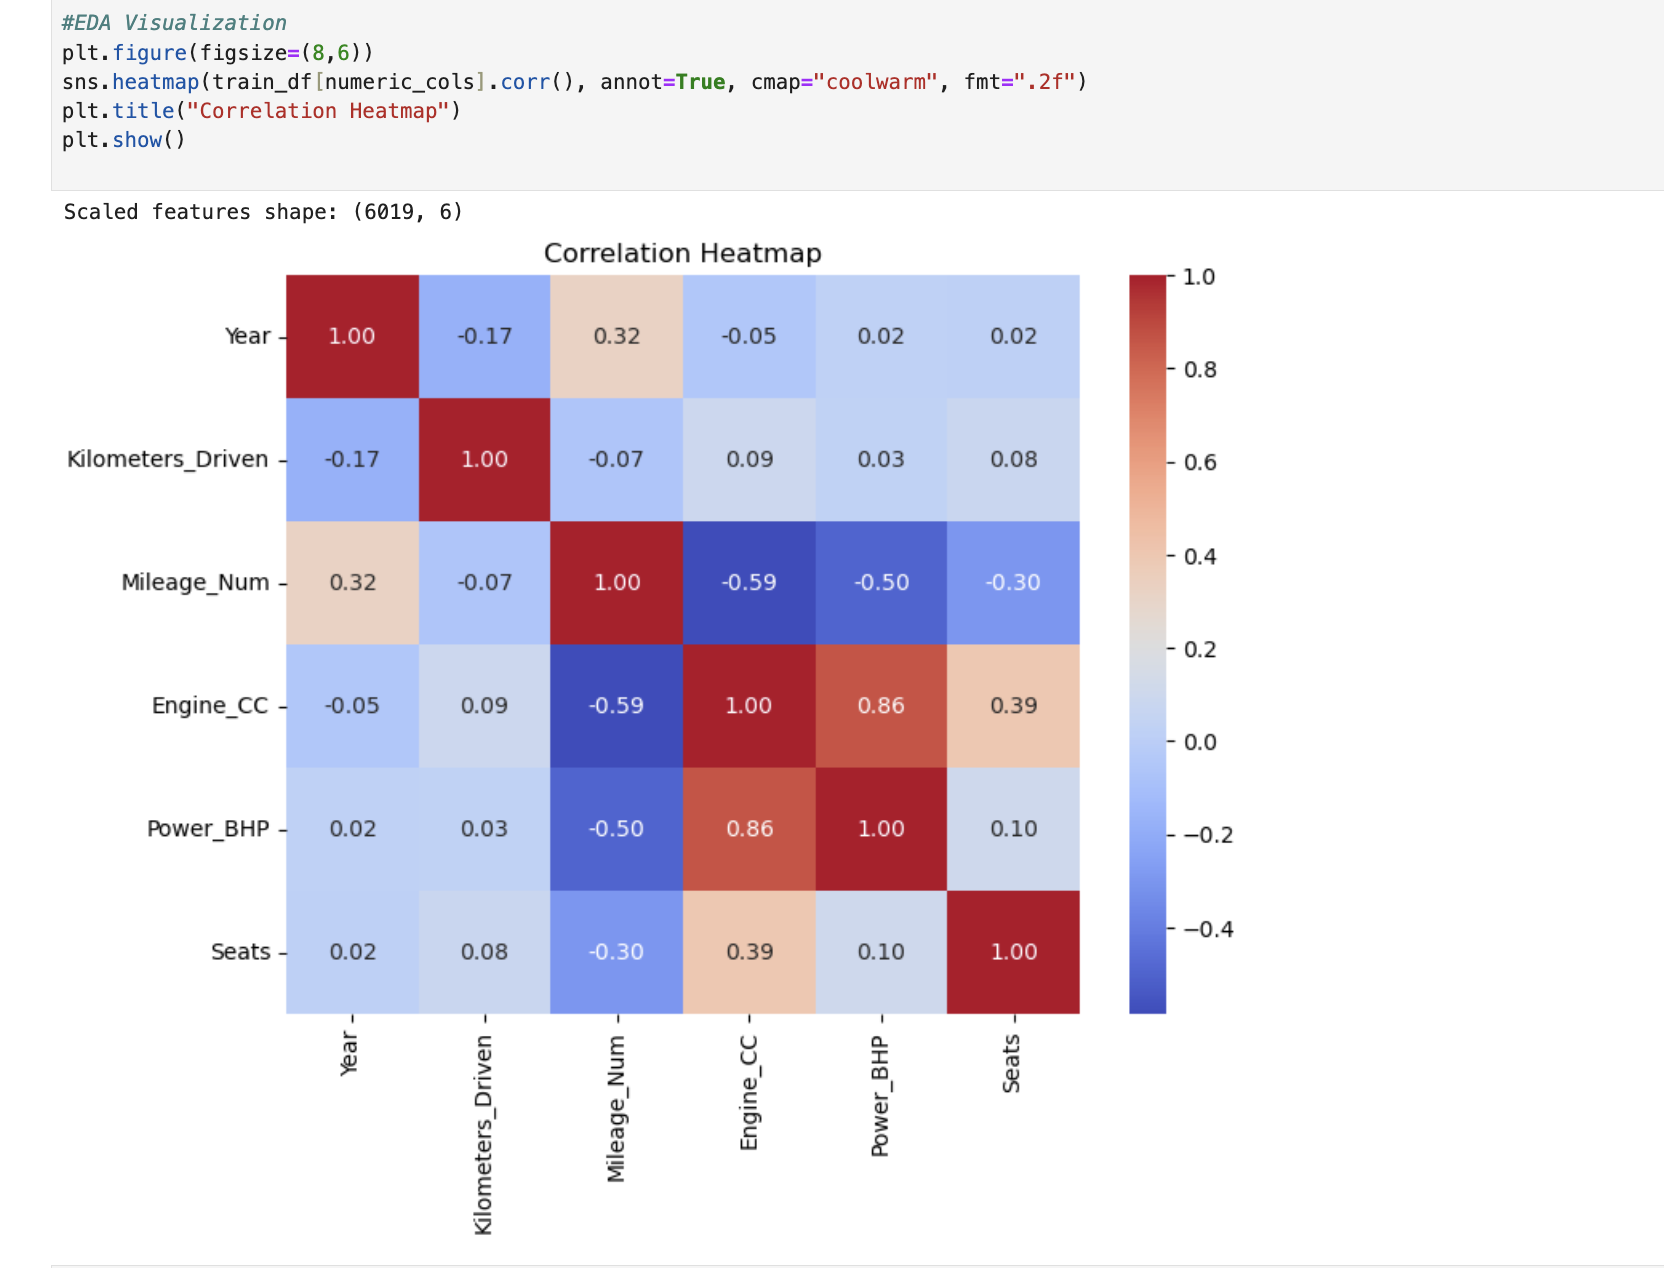 #EDA Visualization
plt.figure(figsize=(8,6))
sns.heatmap(train_df[numeric_cols].corr(), annot=True, cmap="coolwarm", fmt=".2f")
plt.title("Correlation Heatmap")
plt.show()
Scaled features shape: (6019, 6)
Correlation Heatmap
Year 1.00 -0.17 0.32 -0.05 0.02 0.02
Kilometers_Driven -0.17 1.00 -0.07 0.09 0.03 0.08
Mileage_Num 0.32 -0.07 1.00 -0.59 -0.50 -0.30
Engine_CC -0.05 0.09 -0.59 1.00 0.86 0.39
Power_BHP 0.02 0.03 -0.50 0.86 1.00 0.10
Seats 0.02 0.08 -0.30 0.39 0.10 1.00
Year
Kilometers_Driven
Mileage_Num
Engine_CC
Power_BHP
Seats
1.0
0.8
0.6
0.4
0.2
0.0
−0.2
−0.4